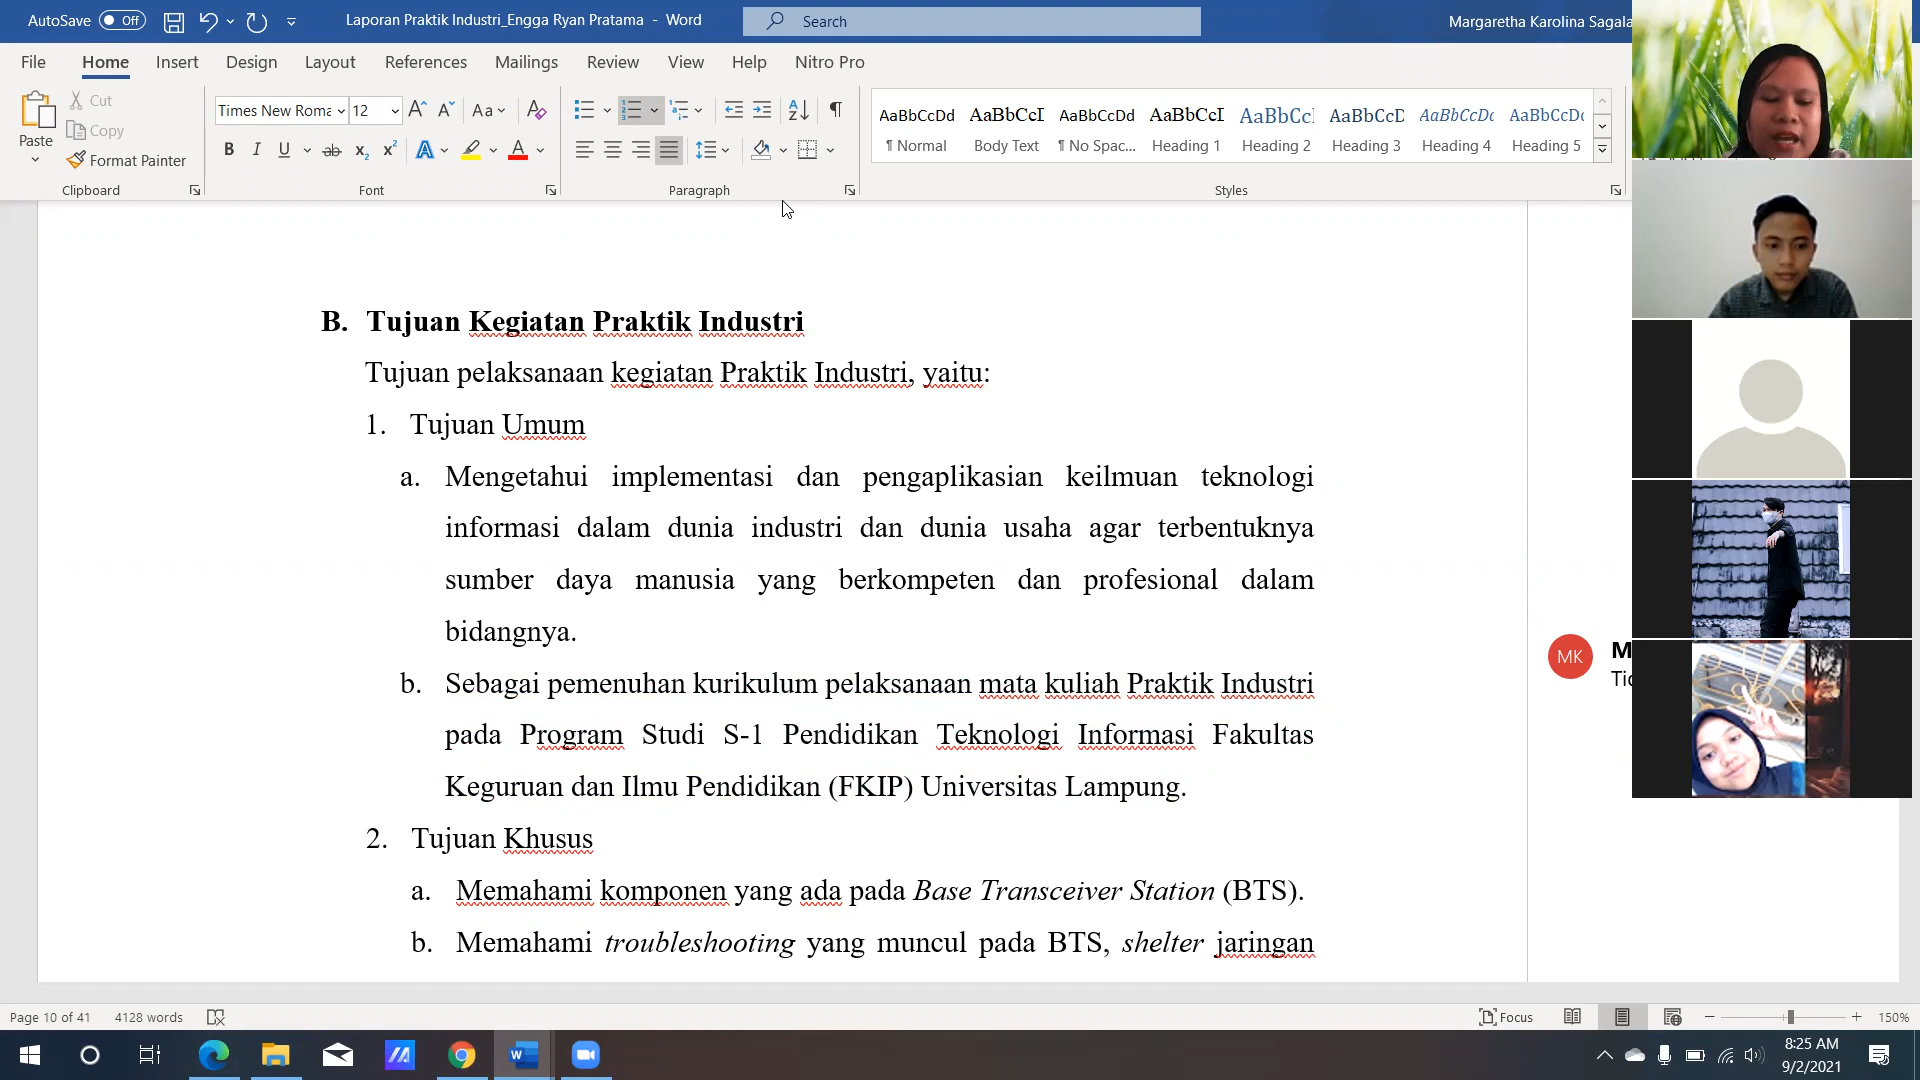 AutoSave Off Laporan Praktik Industri_Engga Ryan Pratama - Word Search Margaretha Karolina Sagala
File Home Insert Design Layout References Mailings Review View Help Nitro Pro
Paste Cut Copy Format Painter
Times New Roma 12
AaBbCcDd AaBbCcI AaBbCcDd AaBbCcI AaBbCc AaBbCcD AaBbCcDd AaBbCcDd
¶ Normal Body Text ¶ No Spac... Heading 1 Heading 2 Heading 3 Heading 4 Heading 5
Clipboard Font Paragraph Styles
B. Tujuan Kegiatan Praktik Industri
Tujuan pelaksanaan kegiatan Praktik Industri, yaitu:
1. Tujuan Umum
a. Mengetahui implementasi dan pengaplikasian keilmuan teknologi
informasi dalam dunia industri dan dunia usaha agar terbentuknya
sumber daya manusia yang berkompeten dan profesional dalam
bidangnya.
b. Sebagai pemenuhan kurikulum pelaksanaan mata kuliah Praktik Industri
pada Program Studi S-1 Pendidikan Teknologi Informasi Fakultas
Keguruan dan Ilmu Pendidikan (FKIP) Universitas Lampung.
2. Tujuan Khusus
a. Memahami komponen yang ada pada Base Transceiver Station (BTS).
b. Memahami troubleshooting yang muncul pada BTS, shelter jaringan
MK
Page 10 of 41 4128 words Focus 150%
8:25 AM
9/2/2021